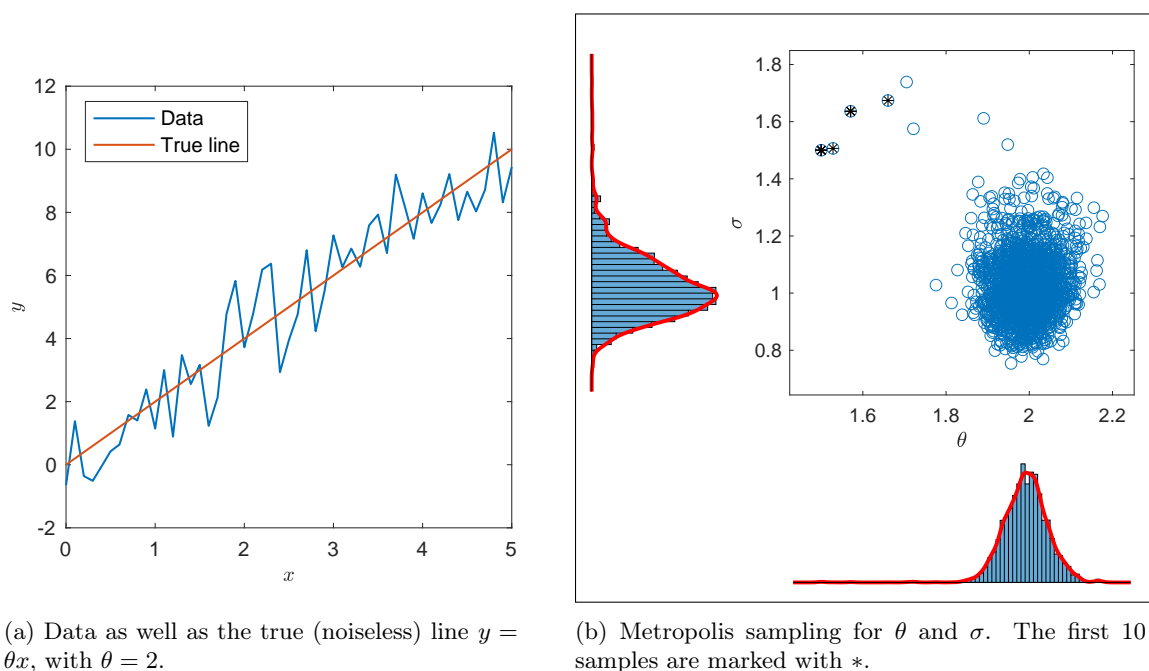 12
10
8
6
4
2
0
-2
0
1
2
3
4
5
y
x
Data
True line
(a) Data as well as the true (noiseless) line y =
θx, with θ = 2.
1.8
1.6
1.4
1.2
1
0.8
σ
1.6
1.8
2
2.2
θ
(b) Metropolis sampling for θ and σ. The first 10
samples are marked with ∗.